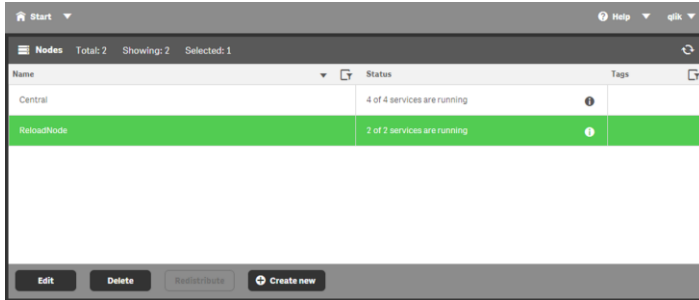 Start Help qlik
Nodes Total: 2 Showing: 2 Selected: 1
Name Status Tags
Central 4 of 4 services are running
ReloadNode 2 of 2 services are running
Edit Delete Redistribute Create new